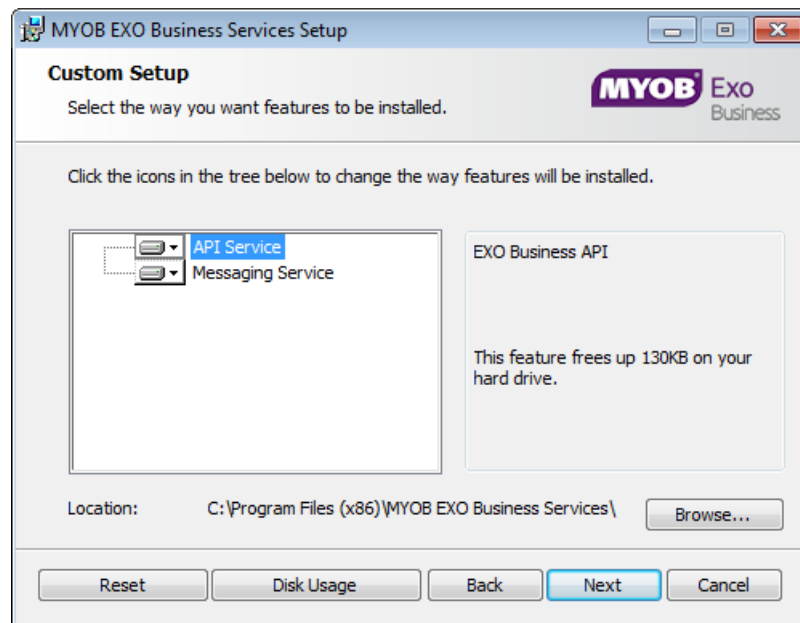 MYOB EXO Business Services Setup
Custom Setup
Select the way you want features to be installed.
MYOB Exo
Business
Click the icons in the tree below to change the way features will be installed.
API Service
Messaging Service
EXO Business API
This feature frees up 130KB on your
hard drive.
Location: C:\Program Files (x86)\MYOB EXO Business Services\ Browse...
Reset Disk Usage Back Next Cancel